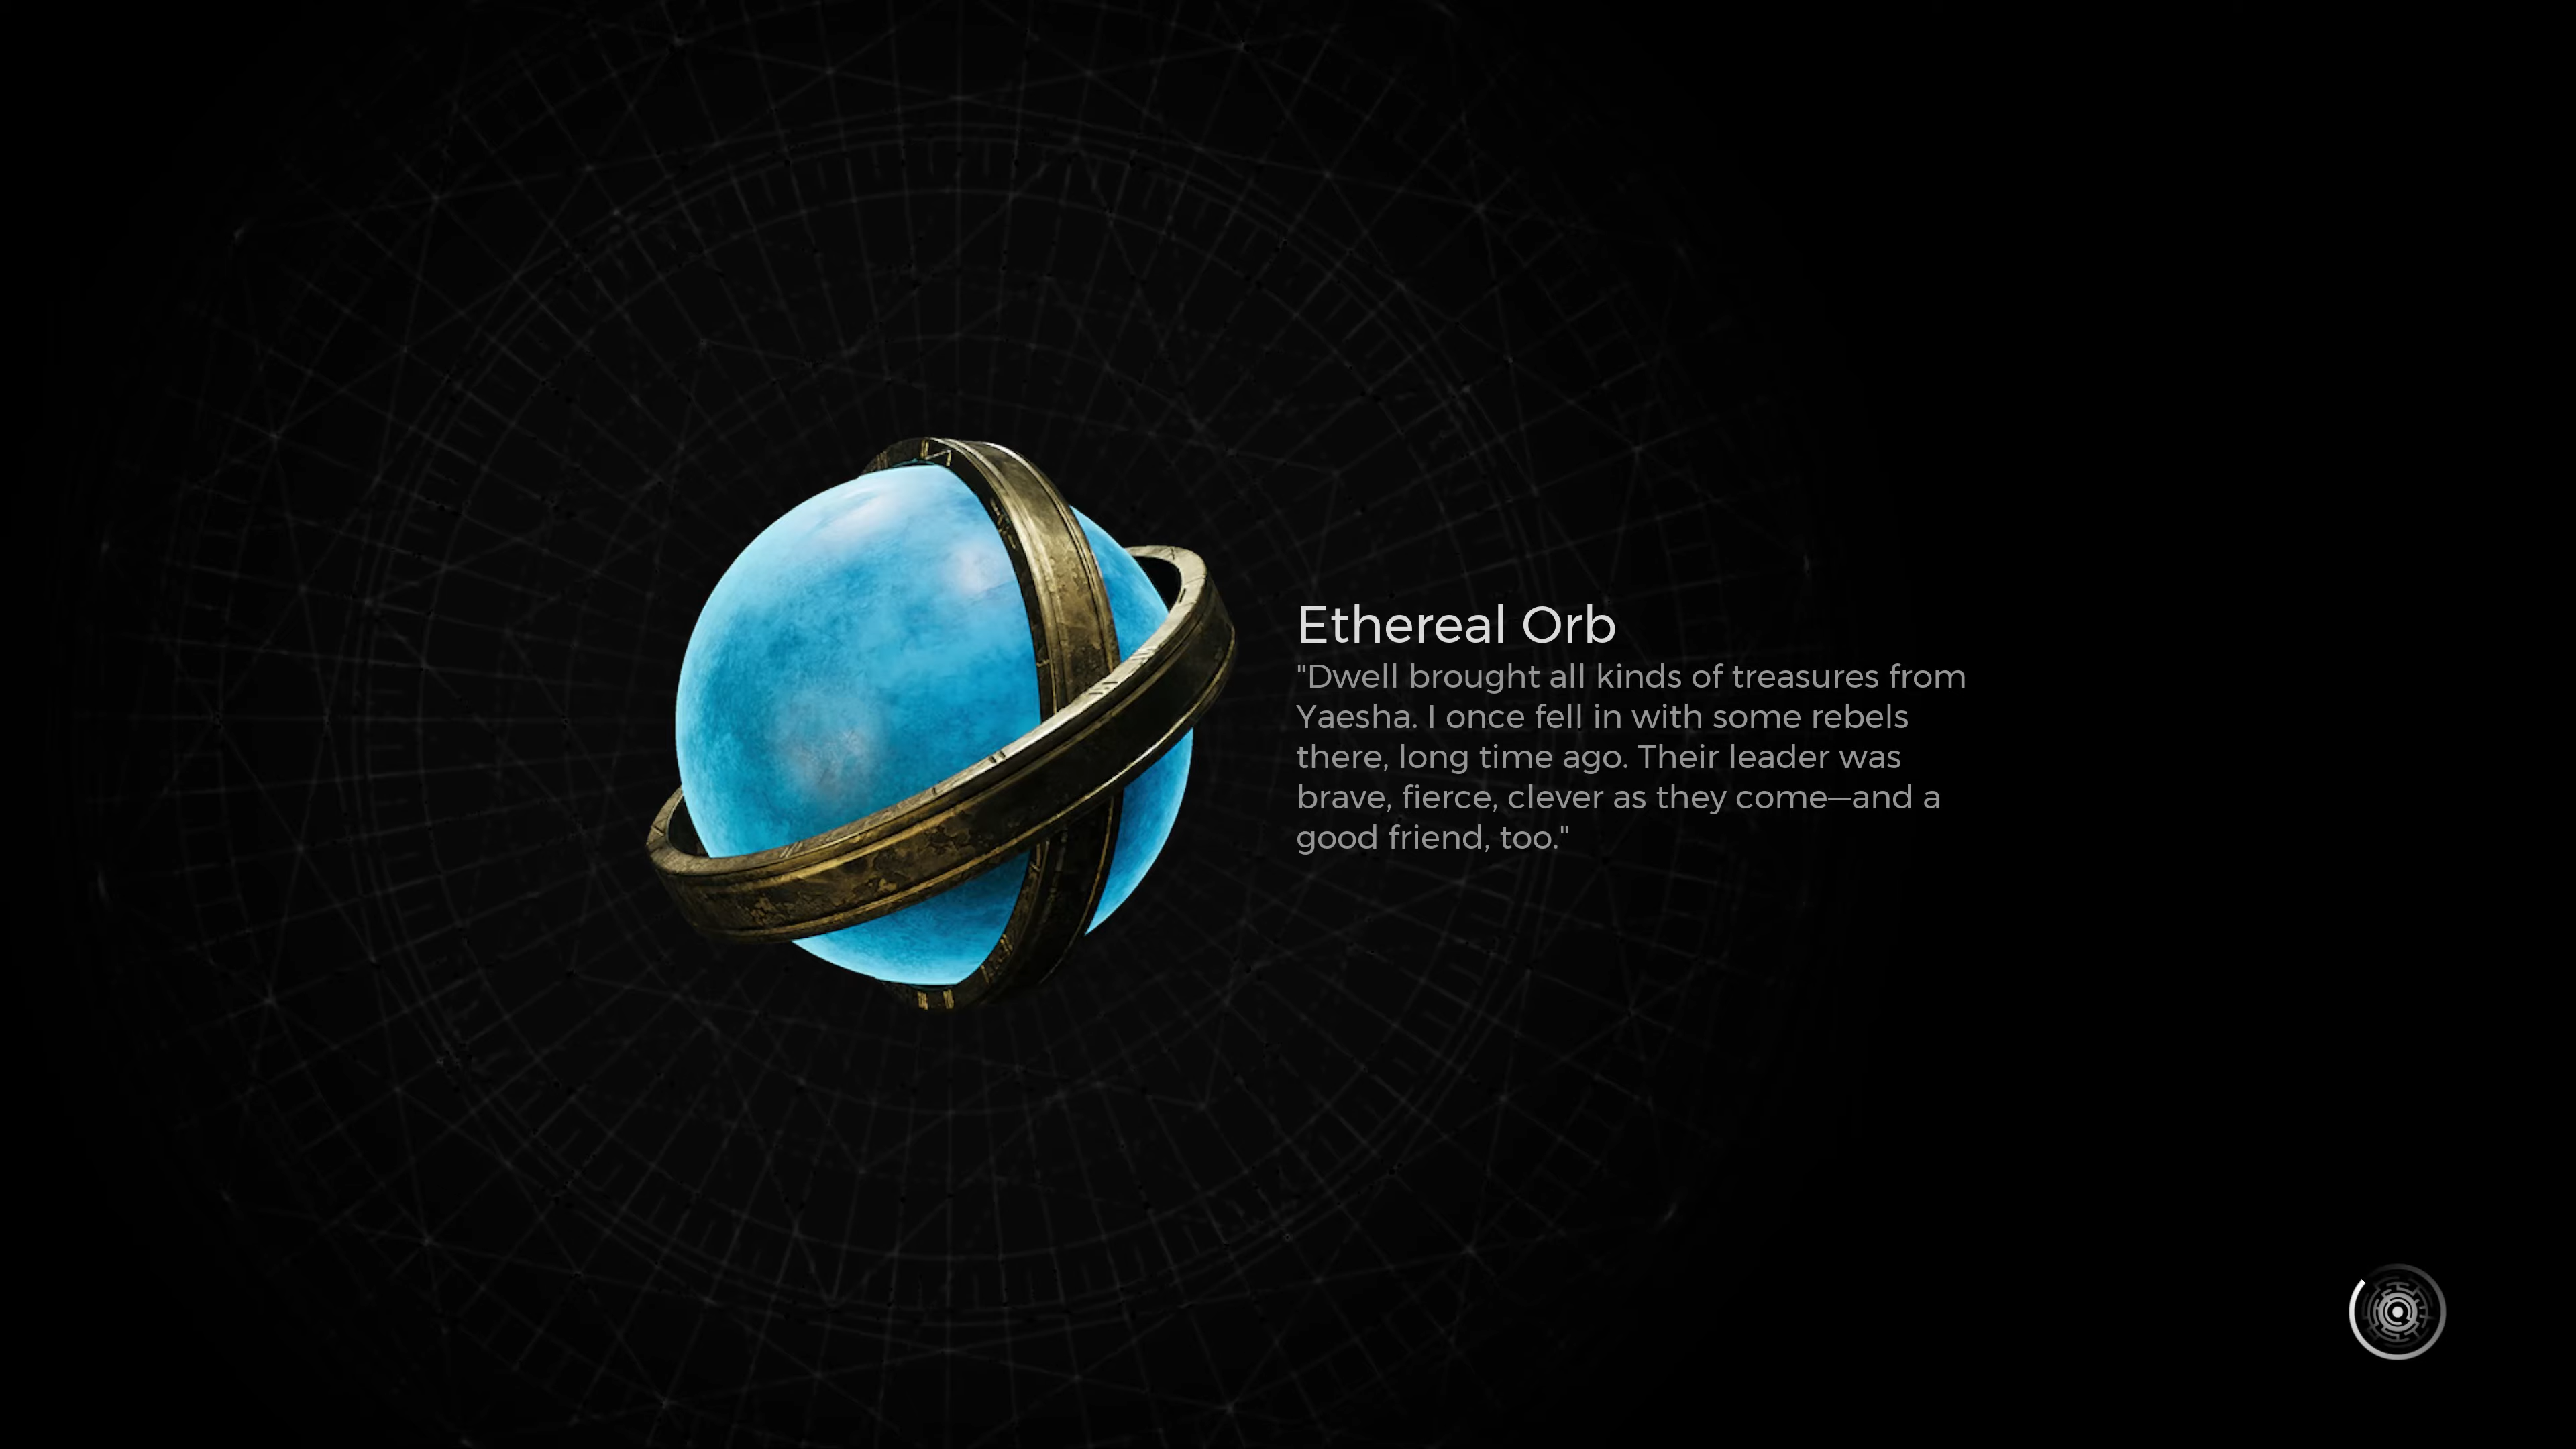 Ethereal Orb
"Dwell brought all kinds of treasures from
Yaesha. I once fell in with some rebels
there, long time ago. Their leader was
brave, fierce, clever as they come—and a
good friend, too."